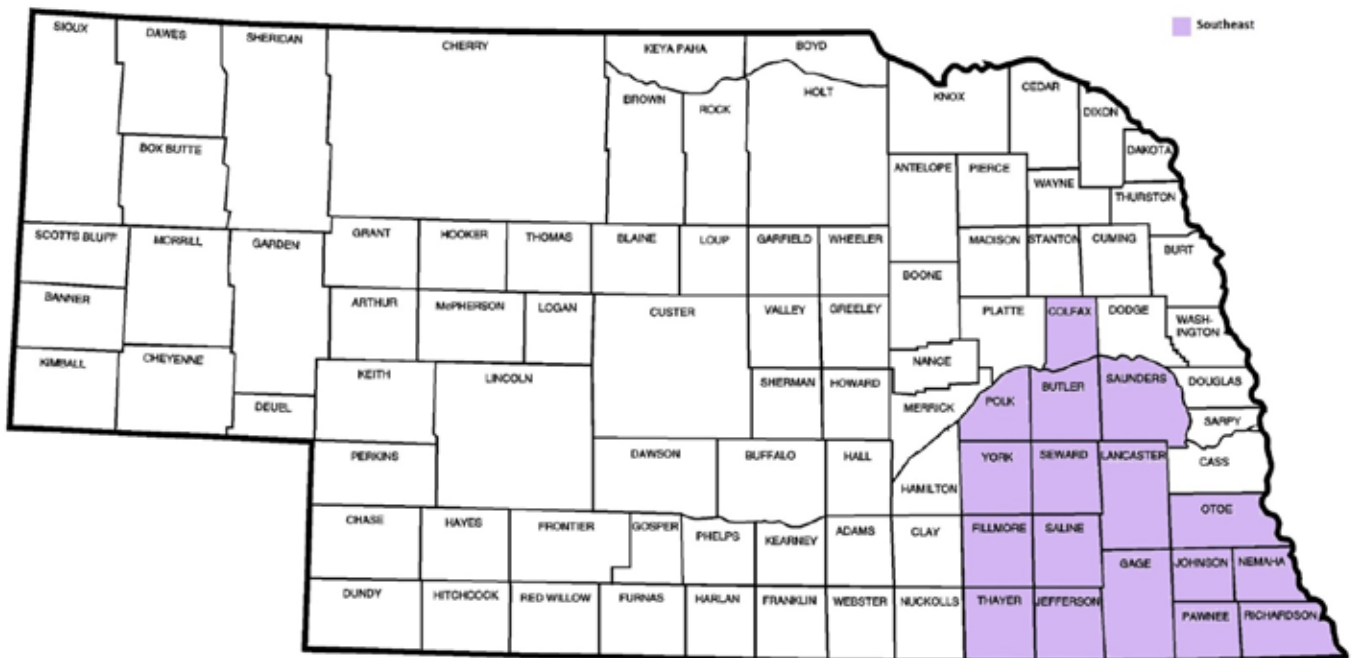 Southeast
SIOUX
DAWES
SHERIDAN
CHERRY
KEYA PAHA
BOYD
BROWN
ROCK
HOLT
KNOX
CEDAR
DIXON
DAKOTA
BOX BUTTE
ANTELOPE
PIERCE
WAYNE
THURSTON
SCOTTS BLUFF
MORRILL
GARDEN
GRANT
HOOKER
THOMAS
BLAINE
LOUP
GARFIELD
WHEELER
MADISON
STANTON
CUMING
BURT
BANNER
ARTHUR
McPHERSON
LOGAN
CUSTER
VALLEY
GREELEY
BOONE
PLATTE
COLFAX
DODGE
WASH-
INGTON
KIMBALL
CHEYENNE
KEITH
LINCOLN
SHERMAN
HOWARD
NANCE
MERRICK
POLK
BUTLER
SAUNDERS
DOUGLAS
DEUEL
SARPY
PERKINS
DAWSON
BUFFALO
HALL
HAMILTON
YORK
SEWARD
LANCASTER
CASS
CHASE
HAYES
FRONTIER
GOSPER
PHELPS
KEARNEY
ADAMS
CLAY
FILLMORE
SALINE
OTOE
GAGE
JOHNSON
NEMAHA
DUNDY
HITCHCOCK
RED WILLOW
FURNAS
HARLAN
FRANKLIN
WEBSTER
NUCKOLLS
THAYER
JEFFERSON
PAWNEE
RICHARDSON